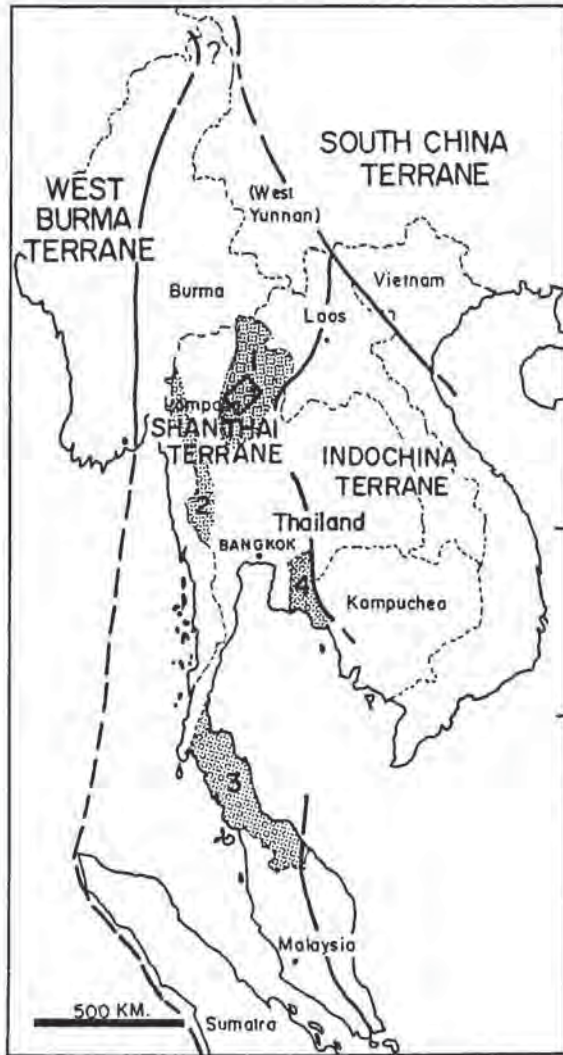 ?
SOUTH CHINA
TERRANE
WEST
BURMA
TERRANE
(West
Yunnan)
Vietnam
Burma
Laos
1
SHAN THAI
TERRANE
INDOCHINA
TERRANE
2
Thailand
BANGKOK
4
Kampuchea
3
Malaysia
500 KM.
Sumatra